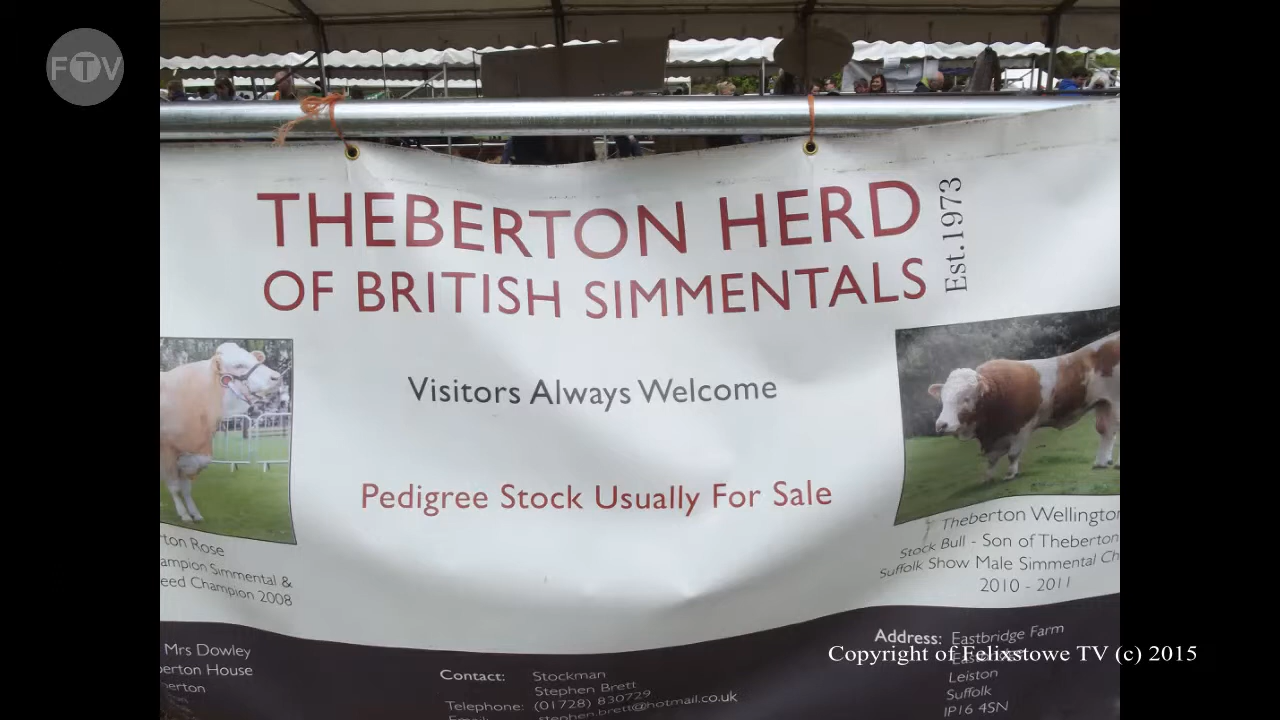 FTV
THEBERTON HERD
OF BRITISH SIMMENTALS
Est.1973
Visitors Always Welcome
Pedigree Stock Usually For Sale
ton Rose
ampion Simmental &
eed Champion 2008
Theberton Wellington
Stock Bull - Son of Theberton
Suffolk Show Male Simmental Ch
2010 - 2011
Mrs Dowley
erton House
erton
Contact: Stockman
Stephen Brett
Telephone: (01728) 830729
stephen.brett@hotmail.co.uk
Address: Eastbridge Farm
Leiston
Suffolk
IP16 4SN
Copyright of Felixstowe TV (c) 2015